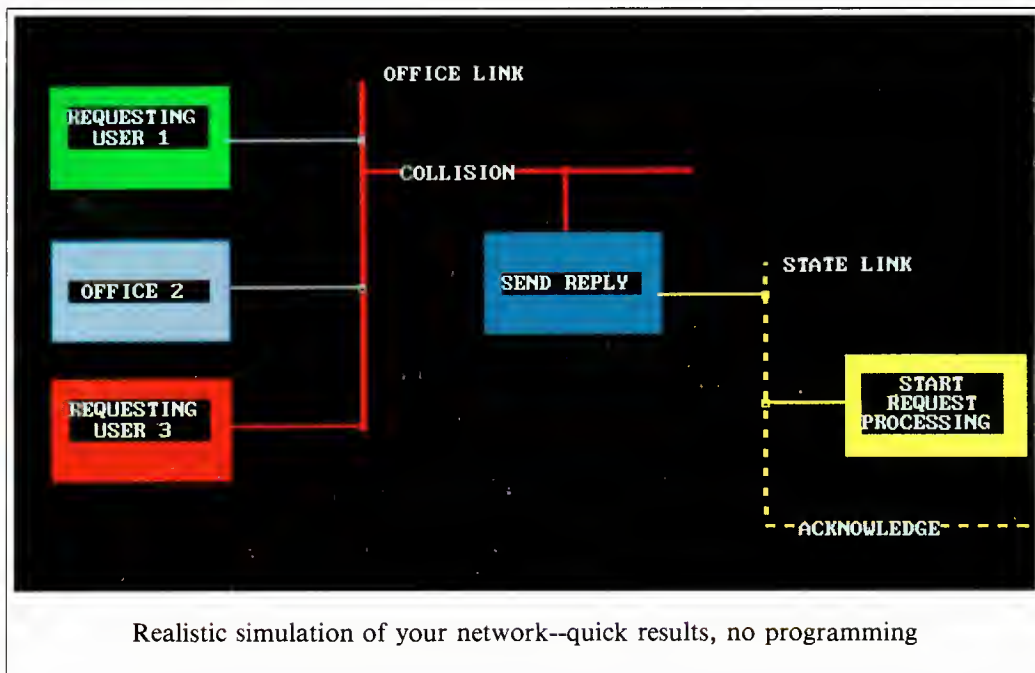 OFFICE LINK
REQUESTING
USER 1
COLLISION
OFFICE 2
SEND REPLY
STATE LINK
REQUESTING
USER 3
START
REQUEST
PROCESSING
ACKNOWLEDGE
Realistic simulation of your network--quick results, no programming